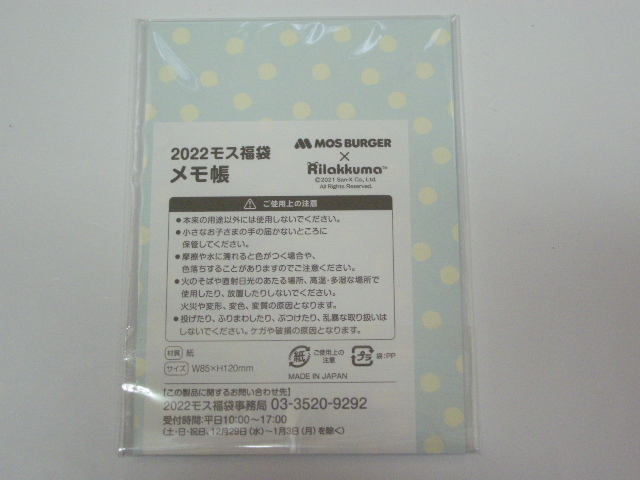 2022モス福袋
メモ帳
MOS BURGER
×
Rilakkuma™
©2021 San-X Co., Ltd.
All Rights Reserved.
ご使用上の注意
●本来の用途以外には使用しないでください。
●小さなお子さまの手の届かないところに
保管してください。
●摩擦や水に濡れると色がつく場合や、
色落ちすることがありますのでご注意ください。
●火のそばや直射日光のあたる場所、高温・多湿な場所で
使用したり、放置したりしないでください。
火災や変形、変色、変質の原因となります。
●投げたり、ふりまわしたり、ぶつけたり、乱暴な取り扱いは
しないでください。ケガや破損の原因となります。
材質 紙
サイズ W85×H120mm
紙 ご使用上の
注意
プラ 袋:PP
MADE IN JAPAN
【この製品に関するお問い合わせ先】
2022モス福袋事務局 03-3520-9292
受付時間:平日10:00〜17:00
(土・日・祝日、12月29日(水)〜1月3日(月)を除く)